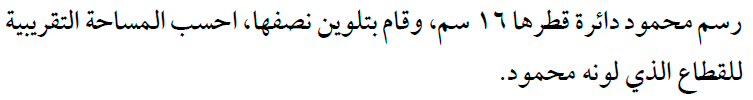 رسم محمود دائرة قطرها ١٦ سم، وقام بتلوين نصفها، احسب المساحة التقريبية
للقطاع الذي لونه محمود.